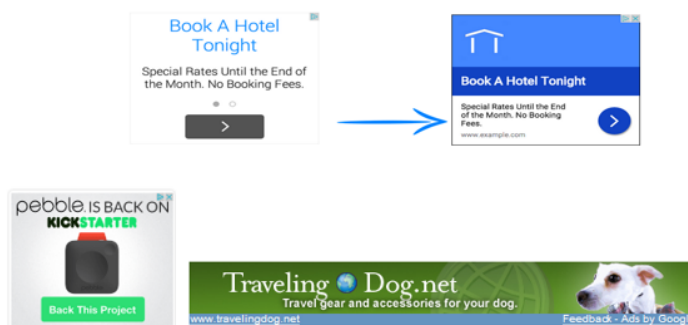 Book A Hotel
Tonight
Special Rates Until the End of
the Month. No Booking Fees.
Book A Hotel Tonight
Special Rates Until the End
of the Month. No Booking
Fees.
www.example.com
pebble IS BACK ON
KICKSTARTER
Back This Project
Traveling Dog.net
Travel gear and accessories for your dog.
www.travelingdog.net
Feedback - Ads by Googl